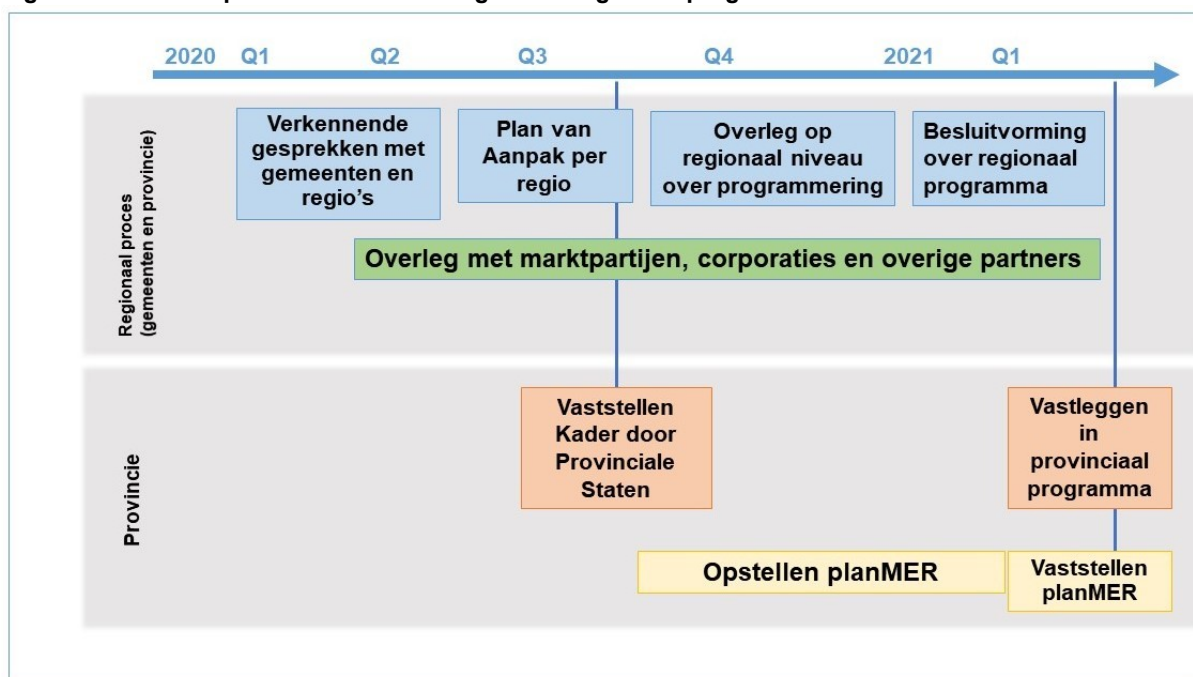 2020 Q1 Q2 Q3 Q4 2021 Q1
Regionaal proces
(gemeenten en provincie)
Verkennende
gesprekken met
gemeenten en
regio's
Plan van
Aanpak per
regio
Overleg op
regionaal niveau
over programmering
Besluitvorming
over regionaal
programma
Overleg met marktpartijen, corporaties en overige partners
Provincie
Vaststellen
Kader door
Provinciale
Staten
Vastleggen
in
provinciaal
programma
Opstellen planMER
Vaststellen
planMER